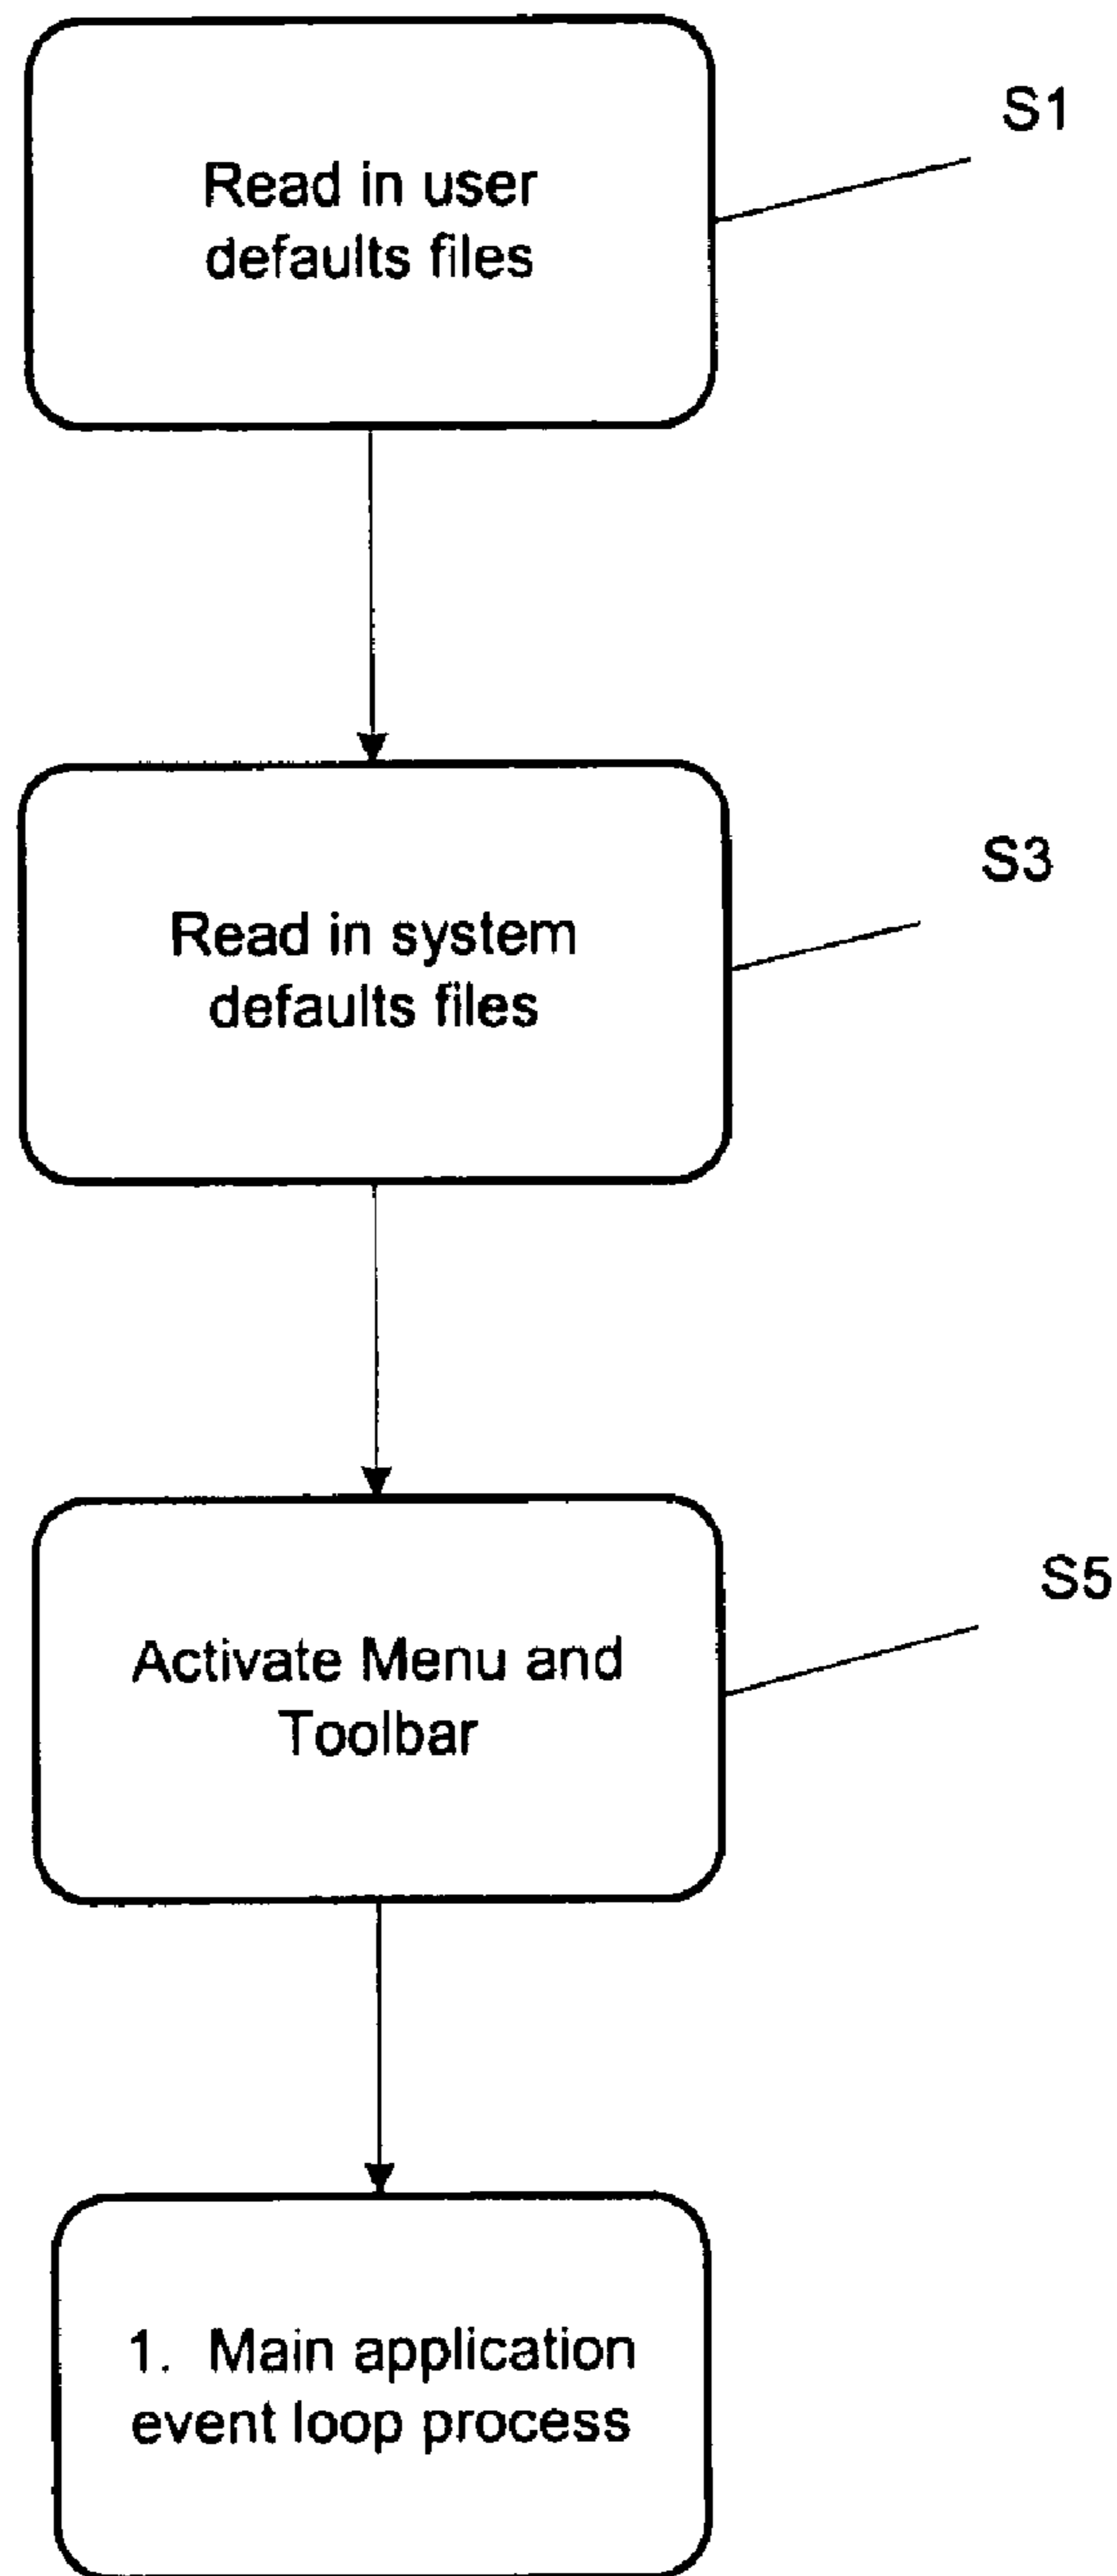 S1
Read in user
defaults files
S3
Read in system
defaults files
S5
Activate Menu and
Toolbar
1. Main application
event loop process